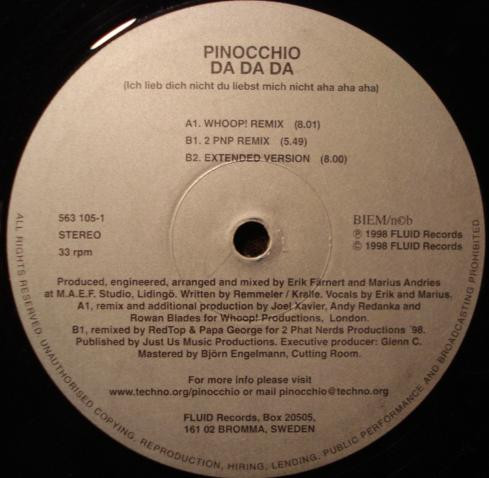 PINOCCHIO
DA DA DA
(Ich lieb dich nicht du liebst mich nicht aha aha aha)
A1. WHOOP! REMIX (8.01)
B1. 2 PNP REMIX (5.49)
B2. EXTENDED VERSION (8.00)
563 105-1
STEREO
33 rpm
BIEM/n©b
℗ 1998 FLUID Records
© 1998 FLUID Records
Produced, engineered, arranged and mixed by Erik Färnert and Marius Andries
at M.A.E.F. Studio, Lidingö. Written by Remmeler / Kralfe. Vocals by Erik and Marius.
A1, remix and additional production by Joel Xavier, Andy Redanka and
Rowan Blades for Whoop! Productions, London.
B1, remixed by RedTop & Papa George for 2 Phat Nerds Productions ´98.
Published by Just Us Music Productions. Executive producer: Glenn C.
Mastered by Björn Engelmann, Cutting Room.
For more info please visit
www.techno.org/pinocchio or mail pinocchio@techno.org
FLUID Records, Box 20505,
161 02 BROMMA, SWEDEN
ALL RIGHTS RESERVED. UNAUTHORISED COPYING, REPRODUCTION, HIRING, LENDING, PUBLIC PERFORMANCE AND BROADCASTING PROHIBITED.